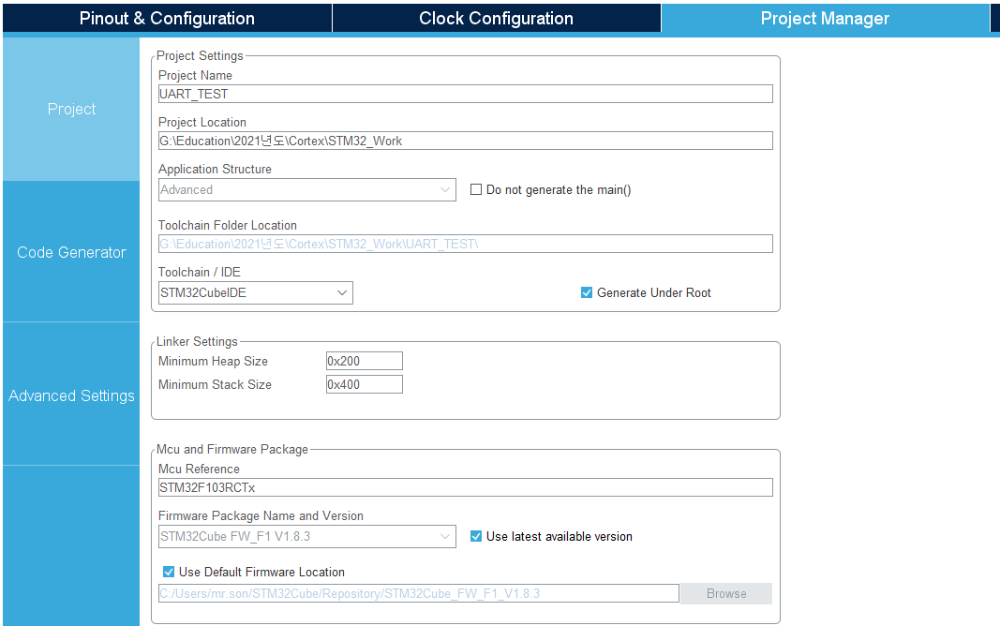 Pinout & Configuration
Clock Configuration
Project Manager
Project
Code Generator
Advanced Settings
Project Settings
Project Name
UART_TEST
Project Location
G:\Education\2021년도\Cortex\STM32_Work
Application Structure
Advanced
Do not generate the main()
Toolchain Folder Location
G:\Education\2021년도\Cortex\STM32_Work\UART_TEST\
Toolchain / IDE
STM32CubeIDE
Generate Under Root
Linker Settings
Minimum Heap Size
0x200
Minimum Stack Size
0x400
Mcu and Firmware Package
Mcu Reference
STM32F103RCTx
Firmware Package Name and Version
STM32Cube FW_F1 V1.8.3
Use latest available version
Use Default Firmware Location
C:/Users/mr.son/STM32Cube/Repository/STM32Cube_FW_F1_V1.8.3
Browse